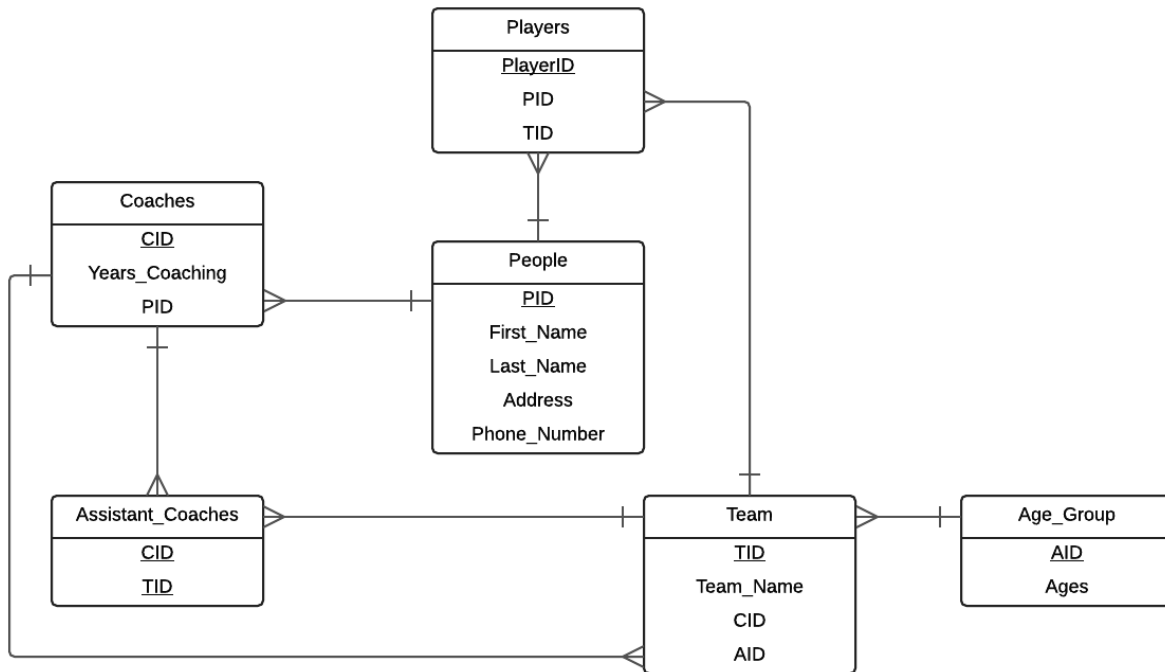 Players
PlayerID
PID
TID
Coaches
CID
Years_Coaching
PID
People
PID
First_Name
Last_Name
Address
Phone_Number
Assistant_Coaches
CID
TID
Team
TID
Team_Name
CID
AID
Age_Group
AID
Ages